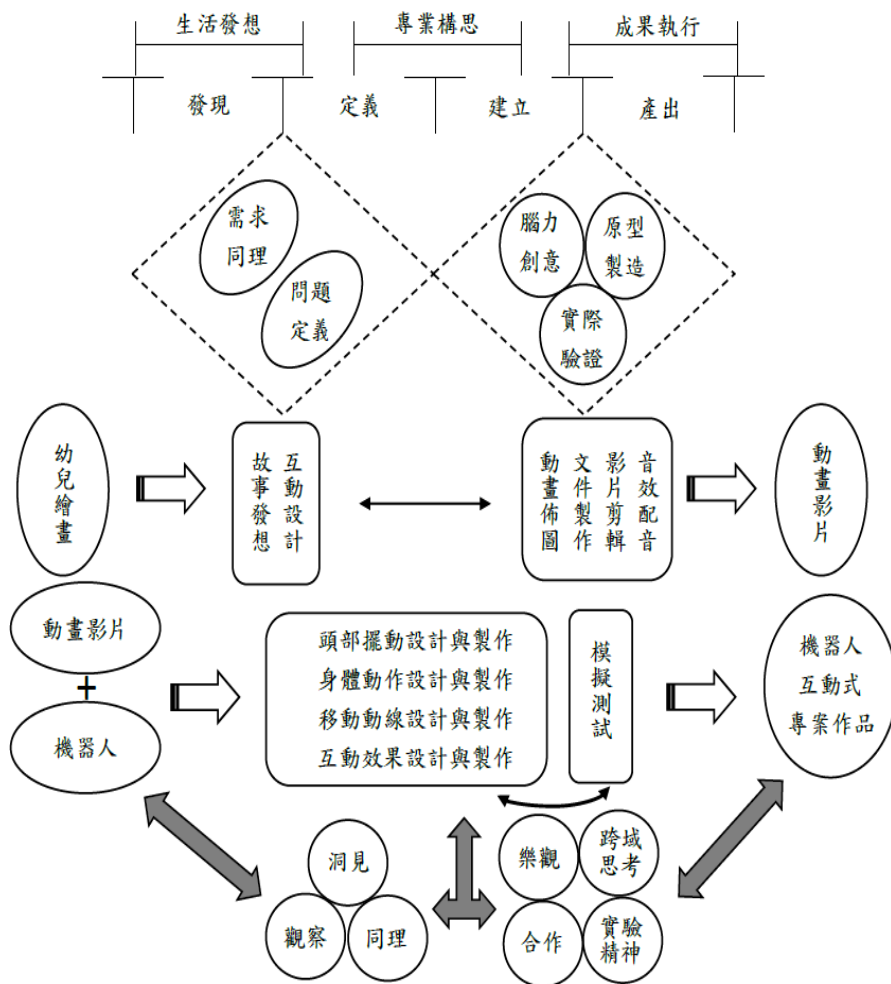 生活發想
專業構思
成果執行
發現
定義
建立
產出
需求
同理
問題
定義
腦力
創意
原型
製造
實際
驗證
幼兒繪畫
互動設計
故事發想
音效配音
影片剪輯
文件製作
動畫佈圖
動畫影片
動畫影片
+
機器人
頭部擺動設計與製作
身體動作設計與製作
移動動線設計與製作
互動效果設計與製作
模擬測試
機器人
互動式
專案作品
洞見
觀察
同理
樂觀
跨域
思考
合作
實驗
精神